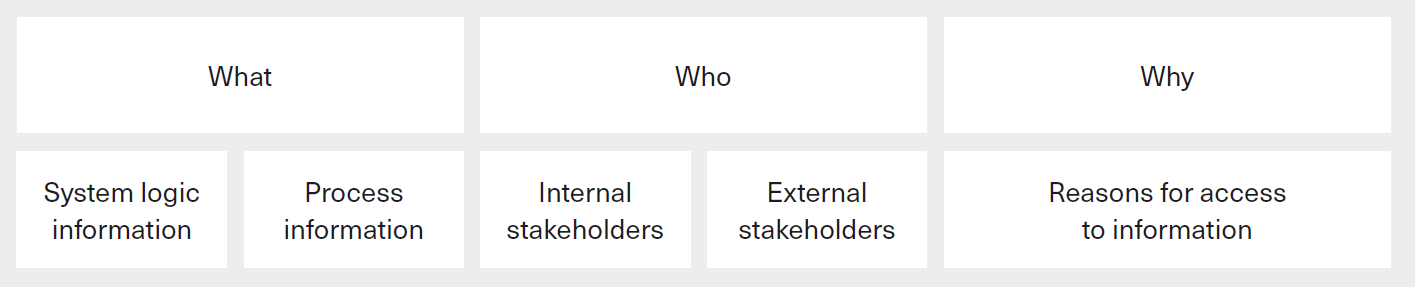 What
Who
Why
System logic
information
Process
information
Internal
stakeholders
External
stakeholders
Reasons for access
to information